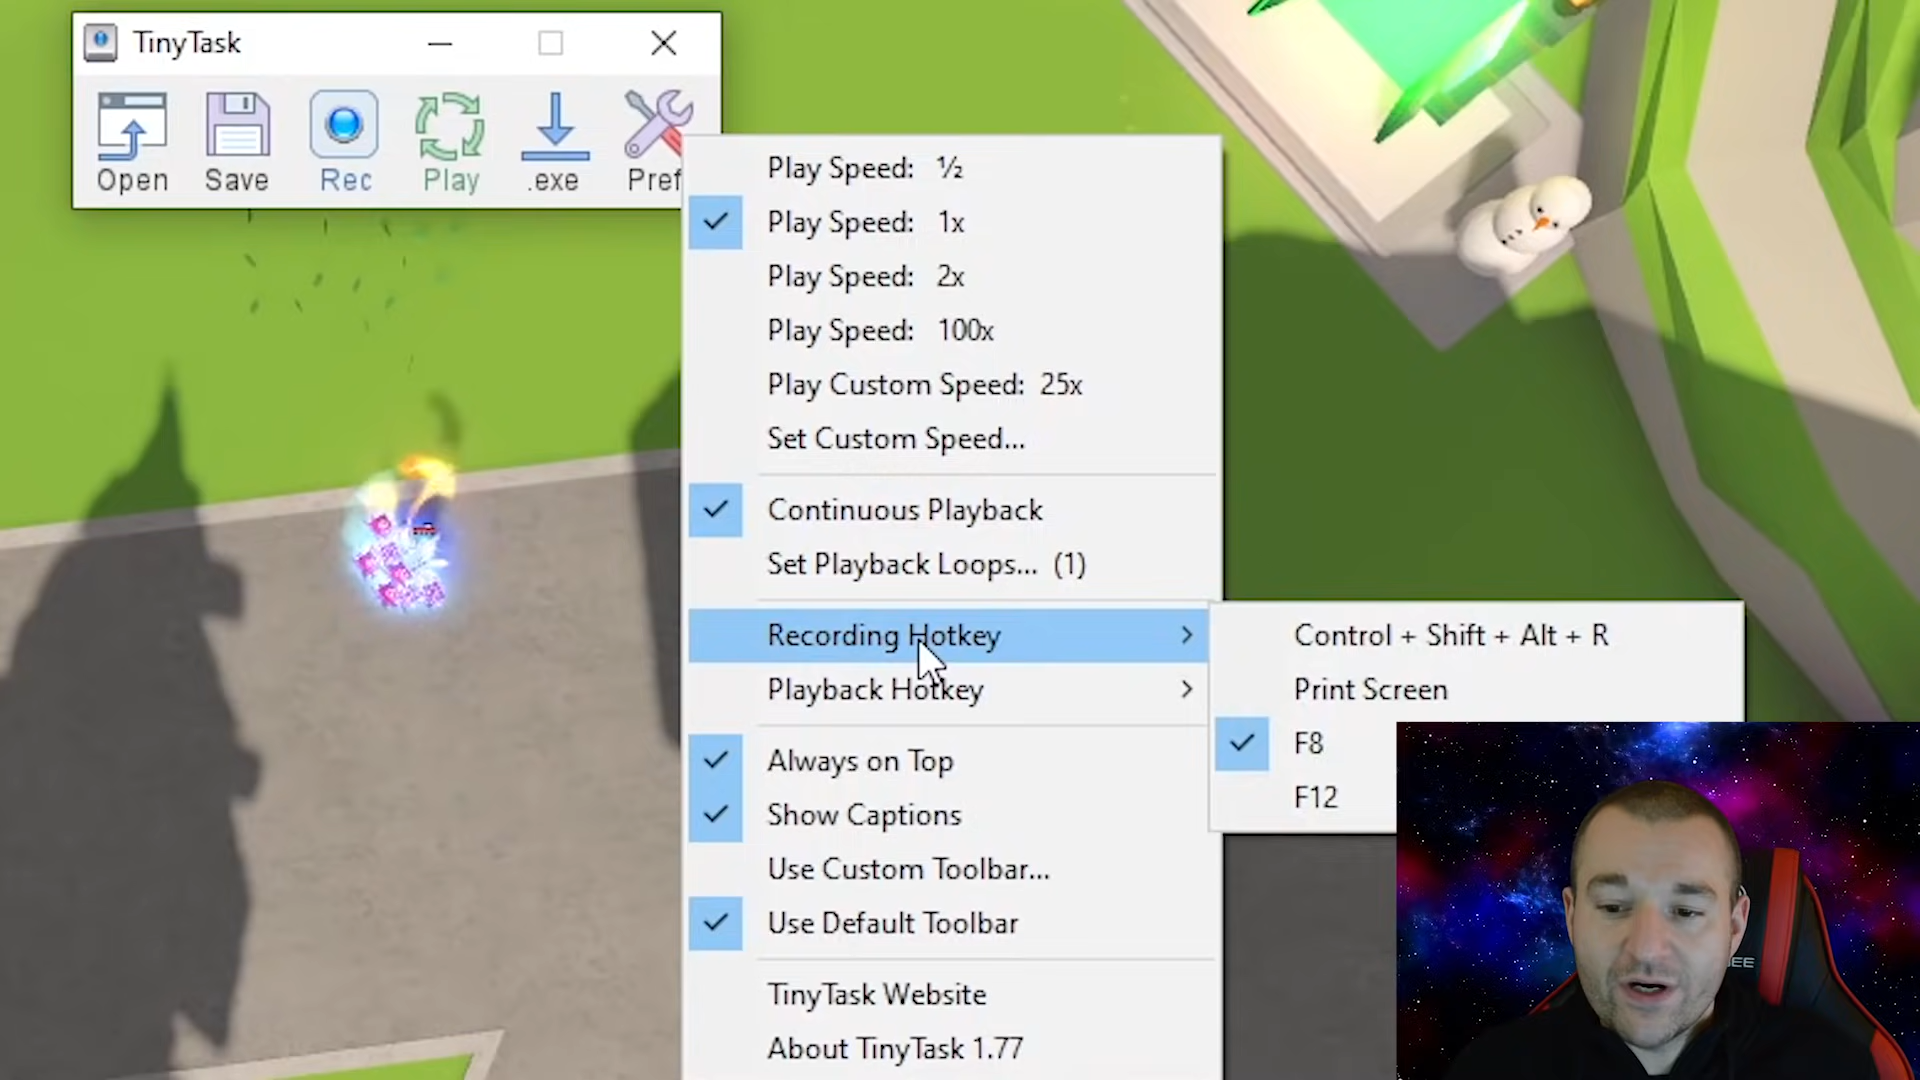 TinyTask
Open Save Rec Play .exe Pref
Play Speed: ½
Play Speed: 1x
Play Speed: 2x
Play Speed: 100x
Play Custom Speed: 25x
Set Custom Speed...
Continuous Playback
Set Playback Loops... (1)
Recording Hotkey
Playback Hotkey
Always on Top
Show Captions
Use Custom Toolbar...
Use Default Toolbar
TinyTask Website
About TinyTask 1.77
Control + Shift + Alt + R
Print Screen
F8
F12